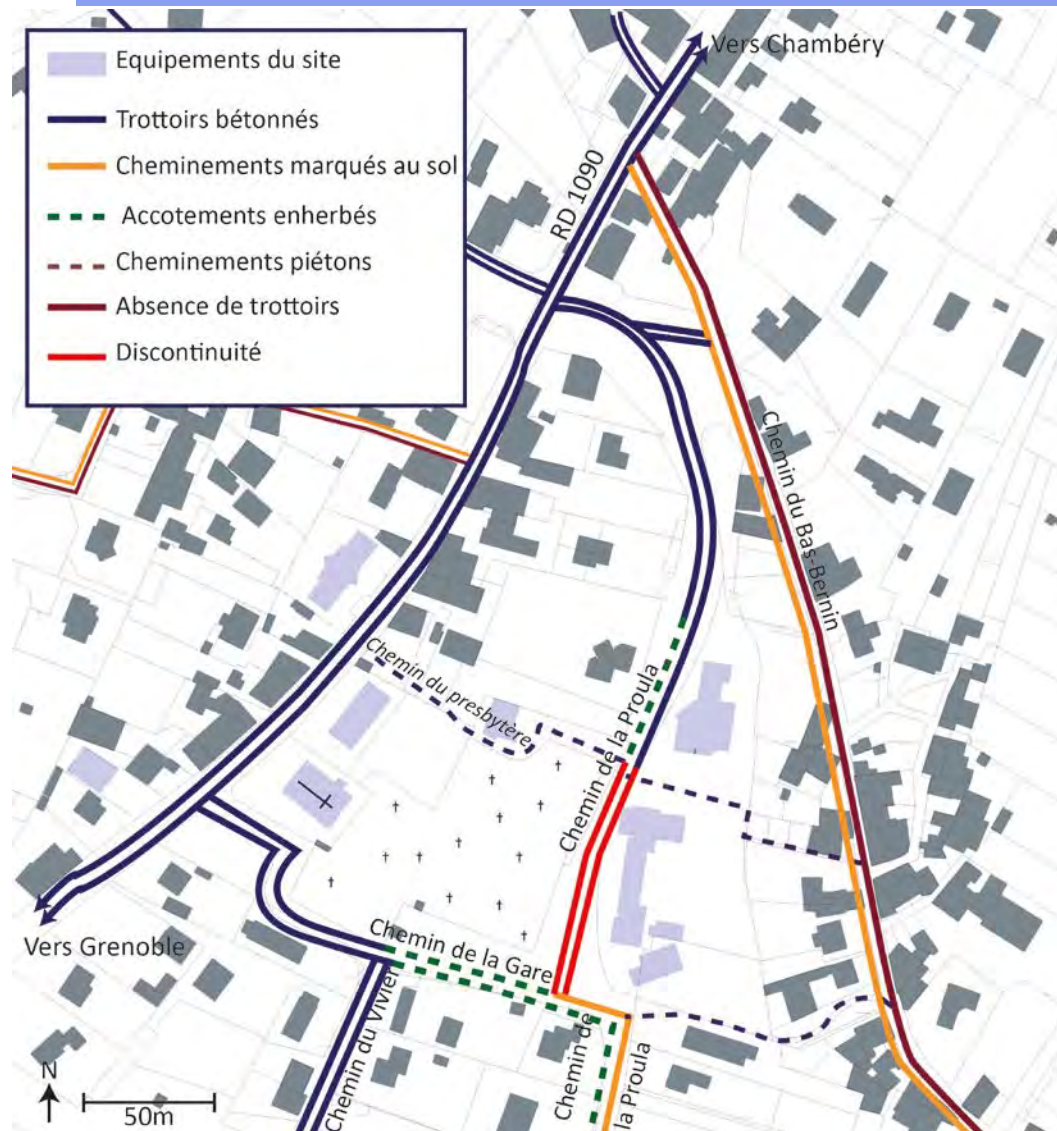 Equipements du site
Trottoirs bétonnés
Cheminements marqués au sol
Accotements enherbés
Cheminements piétons
Absence de trottoirs
Discontinuité
Vers Chambéry
RD 1090
Chemin du Bas-Bernin
Chemin de la Proula
Chemin du presbytère
Vers Grenoble
Chemin de la Gare
Chemin du Vivier
Chemin de
la Proula
N
50m